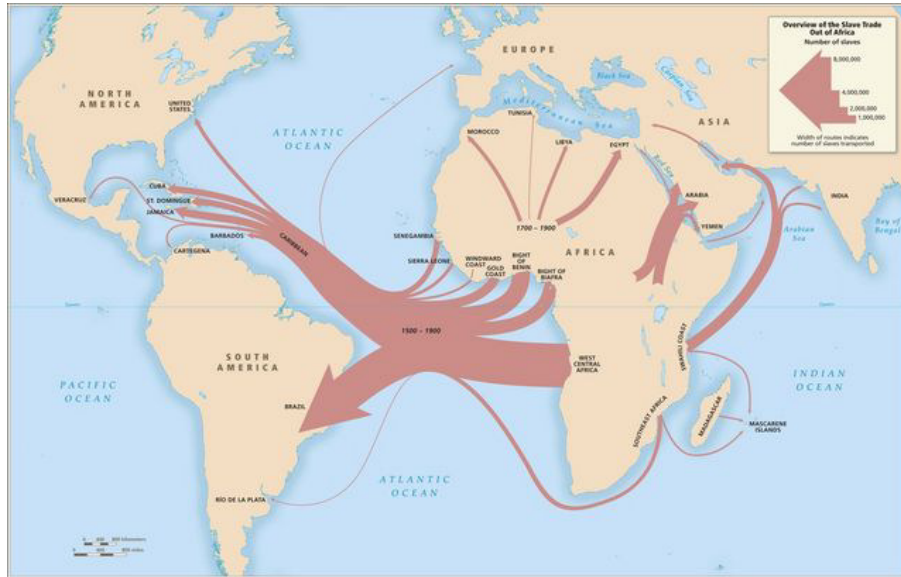 Overview of the Slave Trade
Out of Africa
Number of slaves
8,000,000
4,000,000
2,000,000
1,000,000
Width of routes indicates
number of slaves transported
EUROPE
NORTH
AMERICA
UNITED
STATES
ATLANTIC
OCEAN
Black Sea
Caspian Sea
Mediterranean Sea
ASIA
TUNISIA
MOROCCO
LIBYA
EGYPT
Red Sea
ARABIA
INDIA
YEMEN
Arabian
Sea
Bay of
Bengal
CUBA
VERACRUZ
ST. DOMINGUE
JAMAICA
BARBADOS
CARTEGENA
CARIBBEAN
1700 – 1900
AFRICA
SENEGAMBIA
SIERRA LEONE
WINDWARD
COAST
GOLD
COAST
BIGHT
OF
BENIN
BIGHT OF
BIAFRA
1500 – 1900
SOUTH
AMERICA
WEST
CENTRAL
AFRICA
SWAHILI COAST
PACIFIC
OCEAN
INDIAN
OCEAN
BRAZIL
SOUTHEAST AFRICA
MADAGASCAR
MASCARENE
ISLANDS
ATLANTIC
OCEAN
RÍO DE LA PLATA